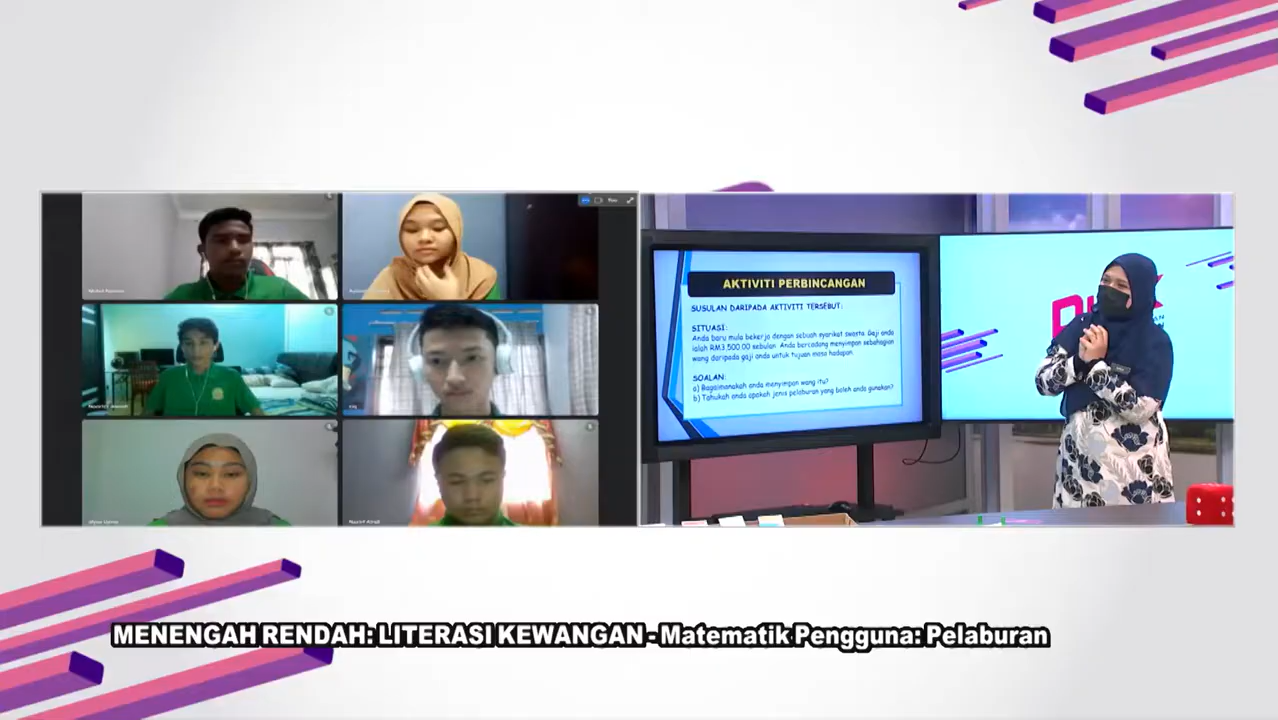 You
AKTIVITI PERBINCANGAN
SUSULAN DARIPADA AKTIVITI TERSEBUT:
SITUASI:
Anda baru mula bekerja dengan sebuah syarikat swasta. Gaji anda
ialah RM3,500.00 sebulan. Anda bercadang menyimpan sebahagian
wang daripada gaji anda untuk tujuan masa hadapan.
SOALAN:
a) Bagaimanakah anda menyimpan wang itu?
b) Tahukah anda apakah jenis pelaburan yang boleh anda gunakan?
MENENGAH RENDAH: LITERASI KEWANGAN - Matematik Pengguna: Pelaburan